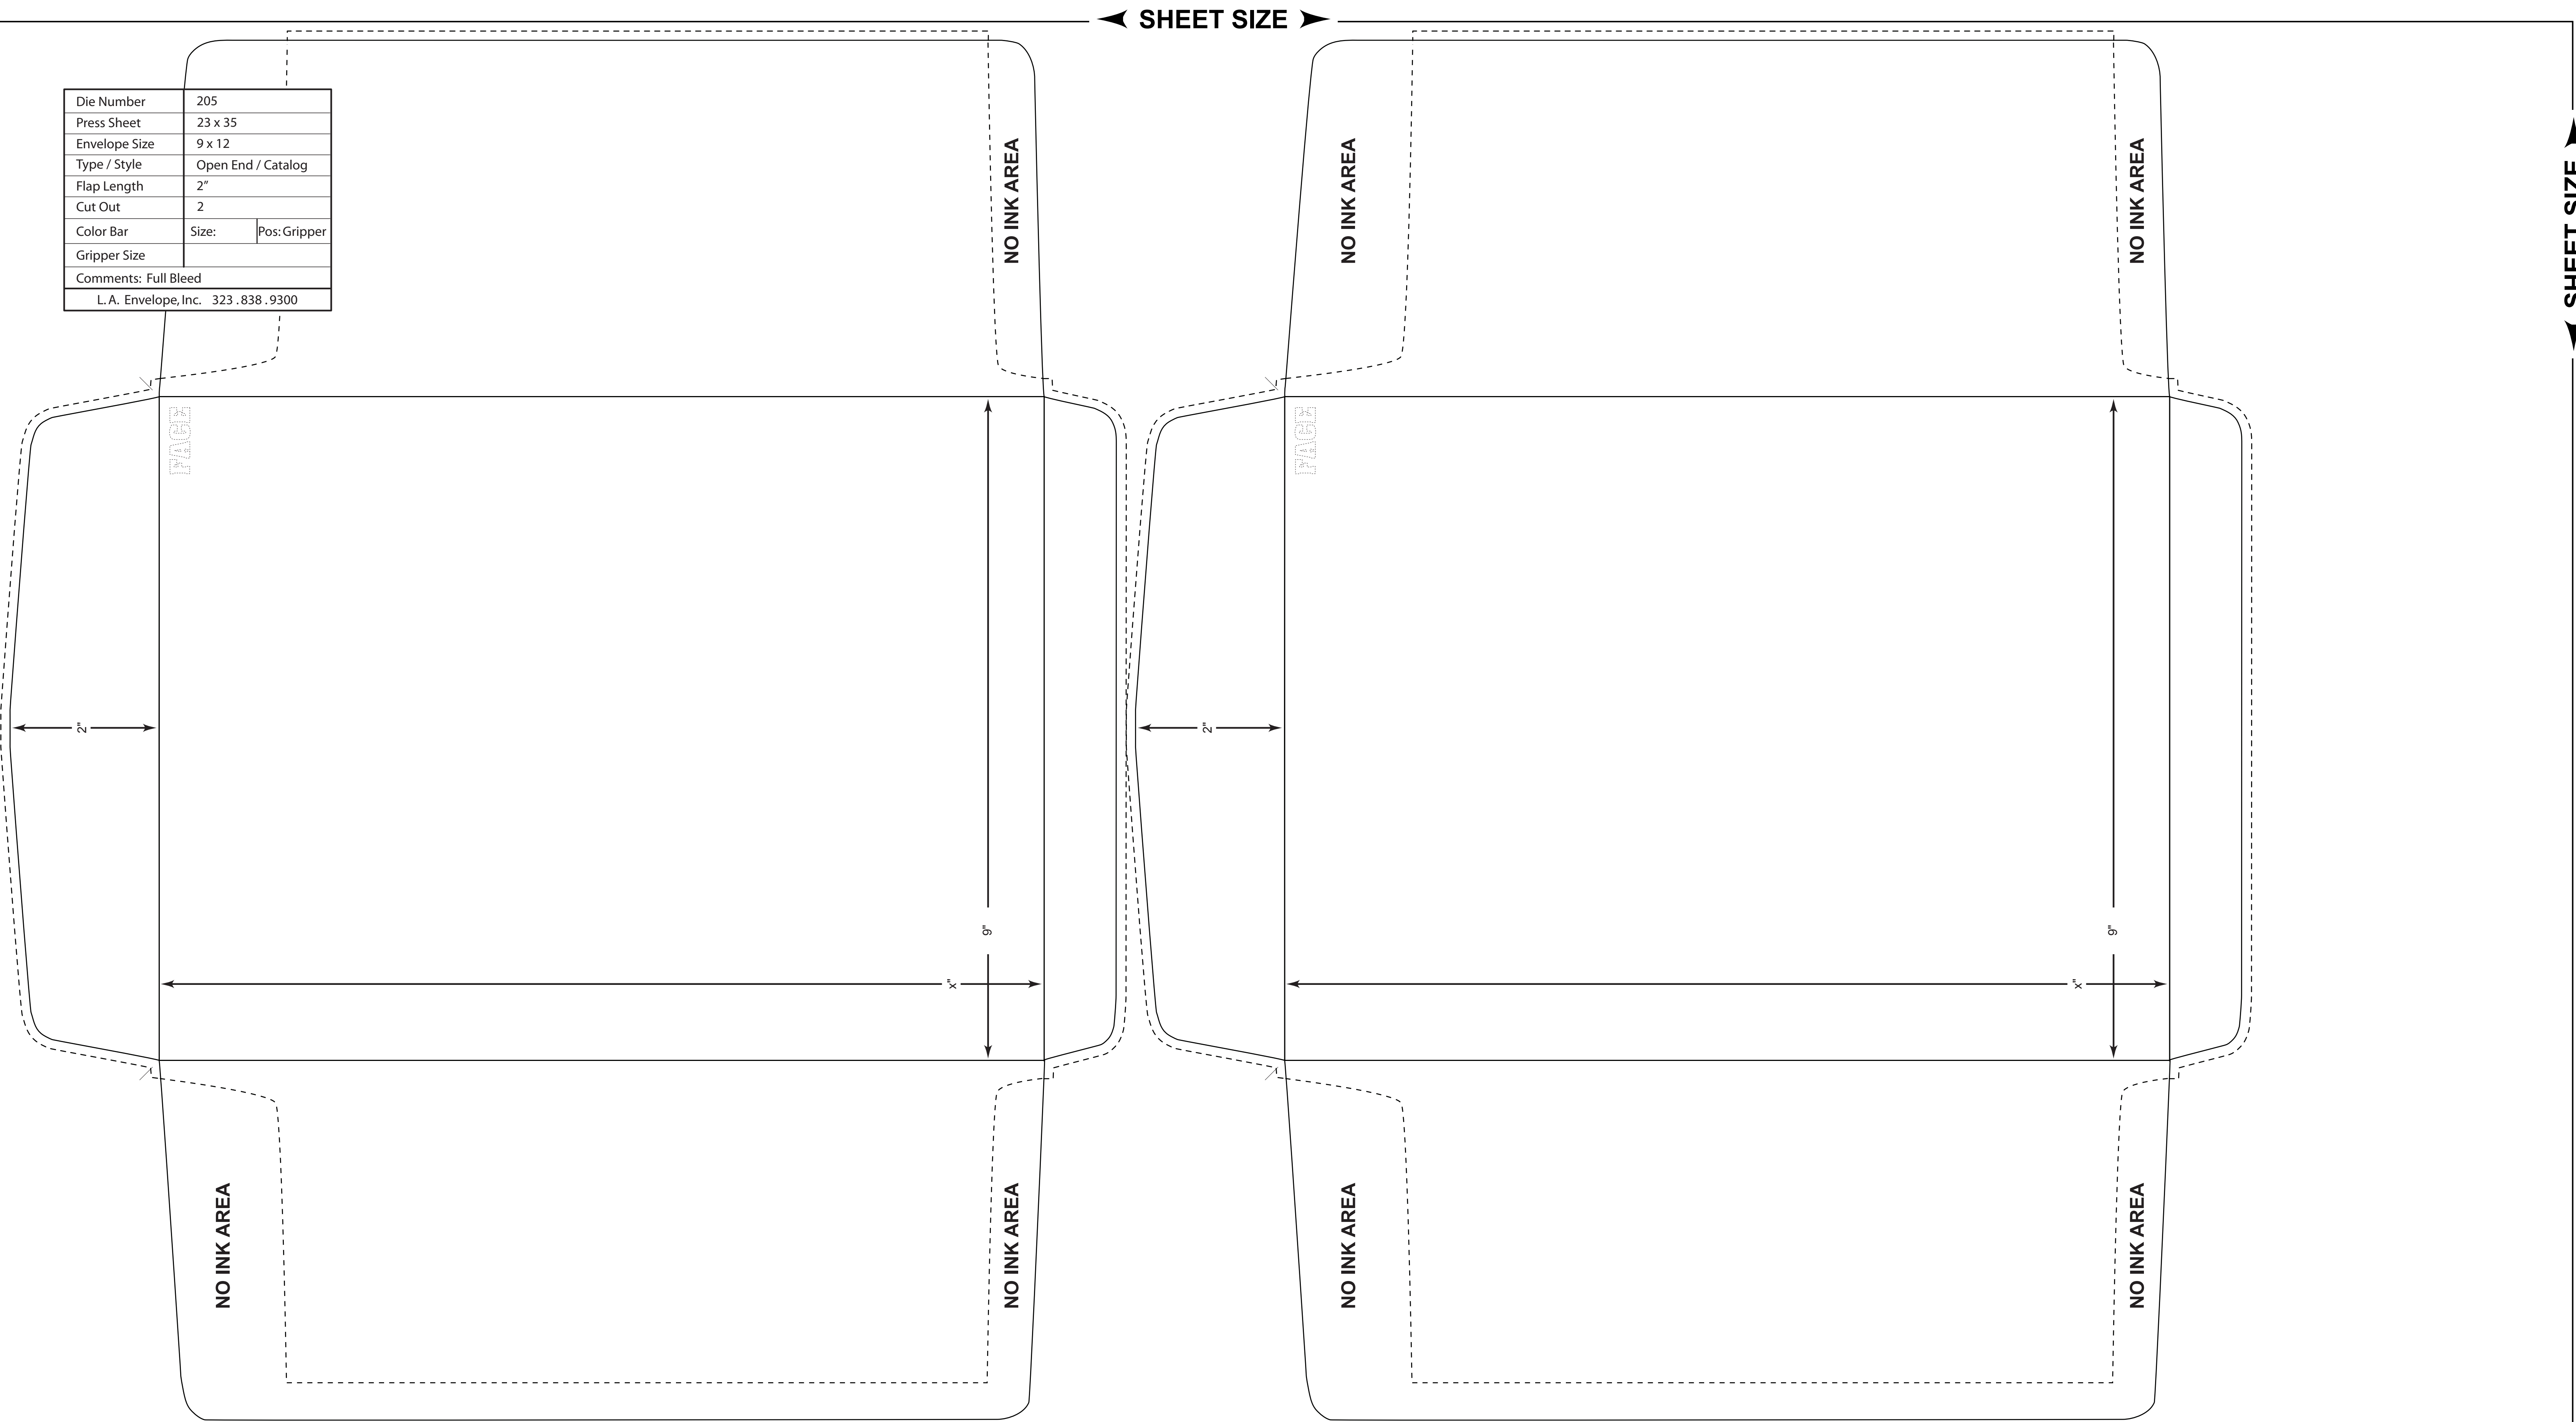 SHEET SIZE
SHEET SIZE
Die Number 205
Press Sheet 23 x 35
Envelope Size 9 x 12
Type / Style Open End / Catalog
Flap Length 2"
Cut Out 2
Color Bar Size: Pos: Gripper
Gripper Size
Comments: Full Bleed
L. A. Envelope, Inc. 323 . 838 . 9300
NO INK AREA
NO INK AREA
NO INK AREA
FACE
FACE
2"
2"
9"
9"
x"
x"
NO INK AREA
NO INK AREA
NO INK AREA
NO INK AREA